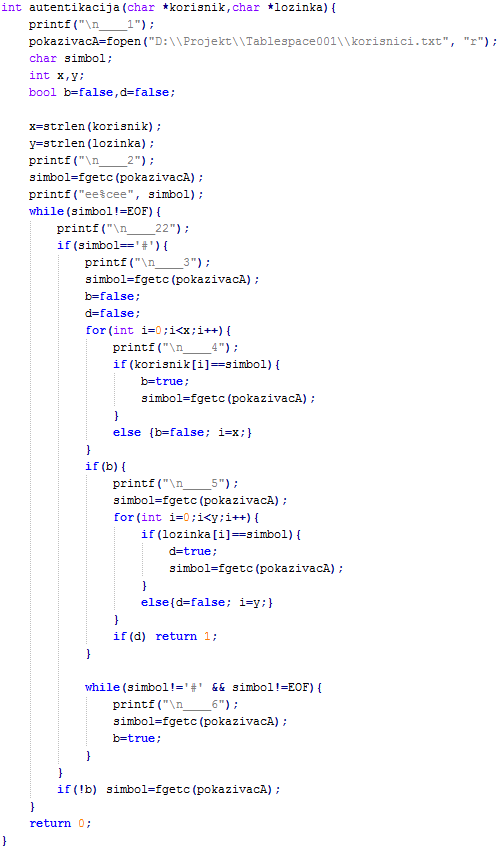 int autentikacija(char *korisnik,char *lozinka){
    printf("\n____1");
    pokazivacA=fopen("D:\\Projekt\\Tablespace001\\korisnici.txt", "r");
    char simbol;
    int x,y;
    bool b=false,d=false;

    x=strlen(korisnik);
    y=strlen(lozinka);
    printf("\n____2");
    simbol=fgetc(pokazivacA);
    printf("ee%cee", simbol);
    while(simbol!=EOF){
        printf("\n____22");
        if(simbol=='#'){
            printf("\n____3");
            simbol=fgetc(pokazivacA);
            b=false;
            d=false;
            for(int i=0;i<x;i++){
                printf("\n____4");
                if(korisnik[i]==simbol){
                    b=true;
                    simbol=fgetc(pokazivacA);
                }
                else {b=false; i=x;}
            }
            if(b){
                printf("\n____5");
                simbol=fgetc(pokazivacA);
                for(int i=0;i<y;i++){
                    if(lozinka[i]==simbol){
                        d=true;
                        simbol=fgetc(pokazivacA);
                    }
                    else{d=false; i=y;}
                }
                if(d) return 1;
            }

            while(simbol!='#' && simbol!=EOF){
                printf("\n____6");
                simbol=fgetc(pokazivacA);
                b=true;
            }
        }
        if(!b) simbol=fgetc(pokazivacA);
    }
    return 0;
}